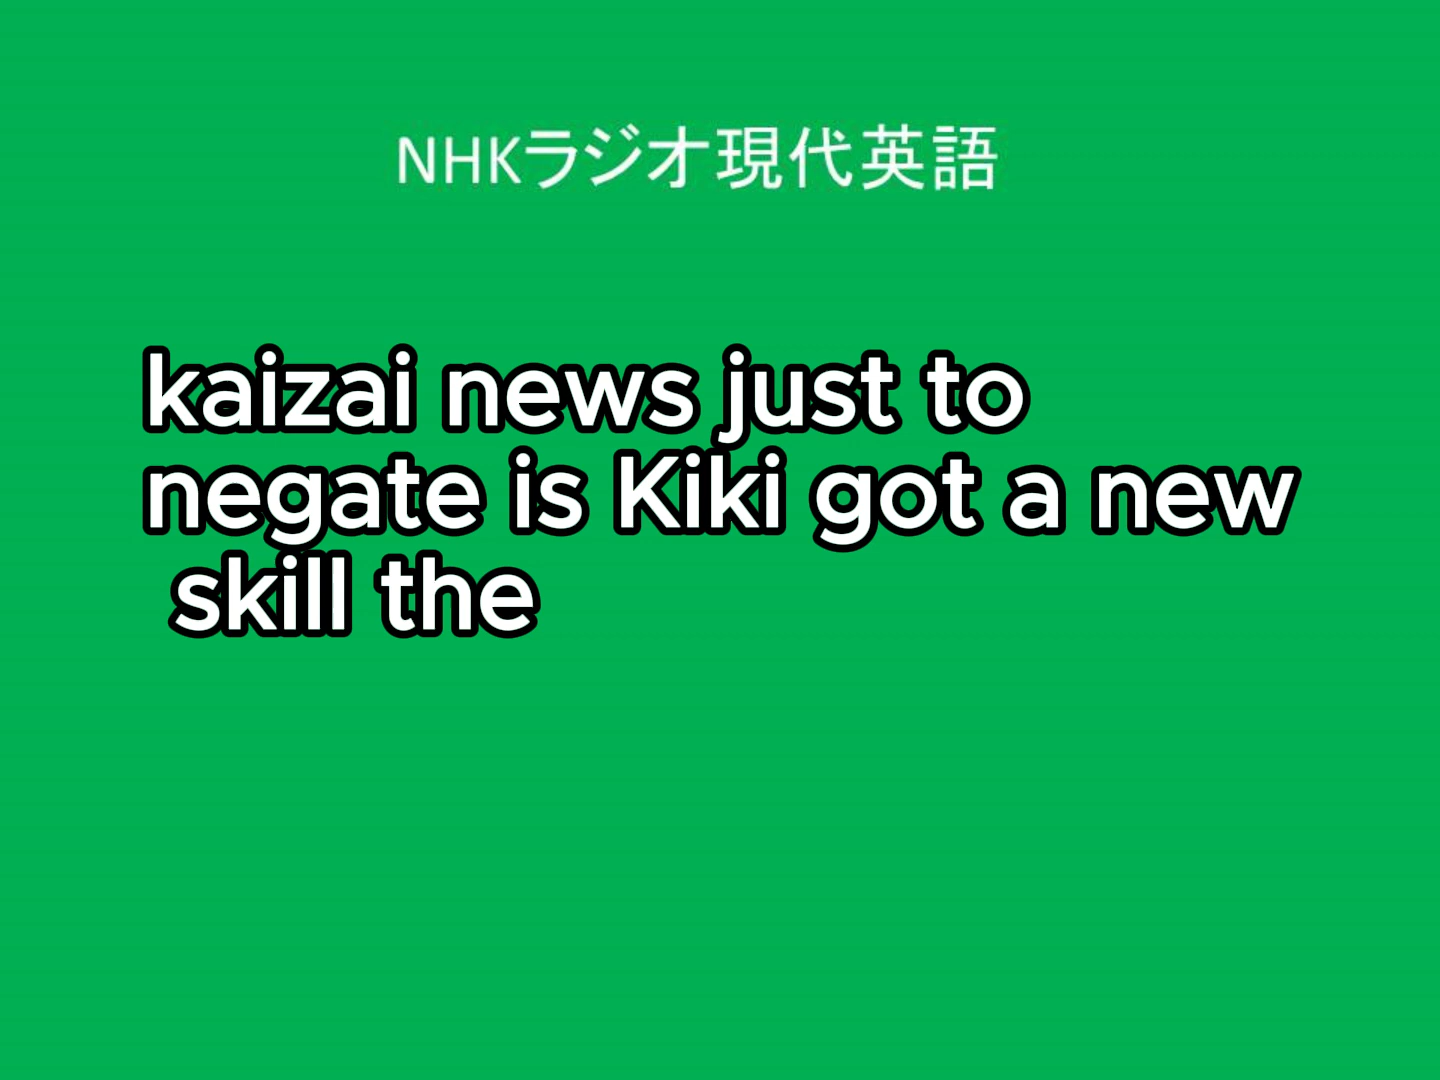 NHKラジオ現代英語
kaizai news just to
negate is Kiki got a new
skill the